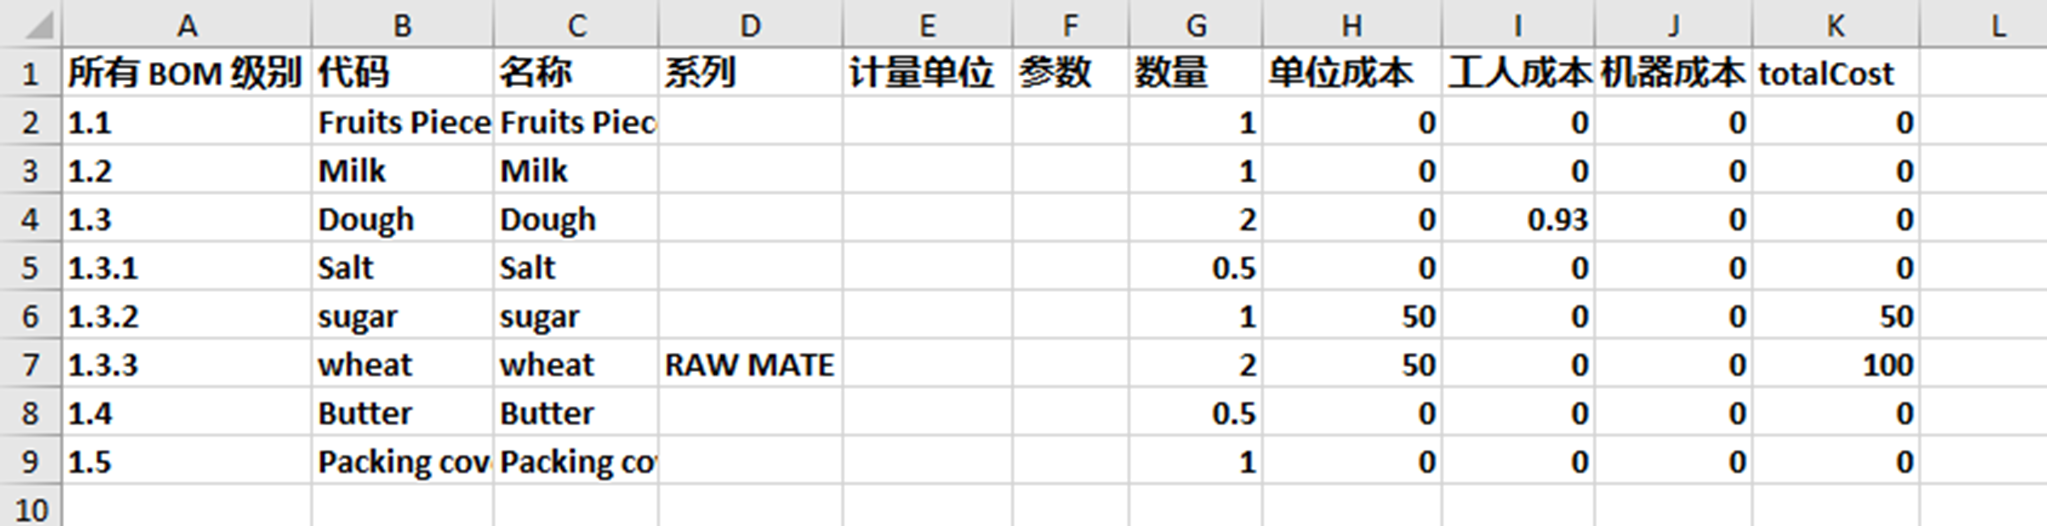 A B C D E F G H I J K L
1 所有 BOM 级别 代码 名称 系列 计量单位 参数 数量 单位成本 工人成本 机器成本 totalCost
2 1.1 Fruits Piece Fruits Piec 1 0 0 0 0
3 1.2 Milk Milk 1 0 0 0 0
4 1.3 Dough Dough 2 0 0.93 0 0
5 1.3.1 Salt Salt 0.5 0 0 0 0
6 1.3.2 sugar sugar 1 50 0 0 50
7 1.3.3 wheat wheat RAW MATE 2 50 0 0 100
8 1.4 Butter Butter 0.5 0 0 0 0
9 1.5 Packing cov Packing co 1 0 0 0 0
10